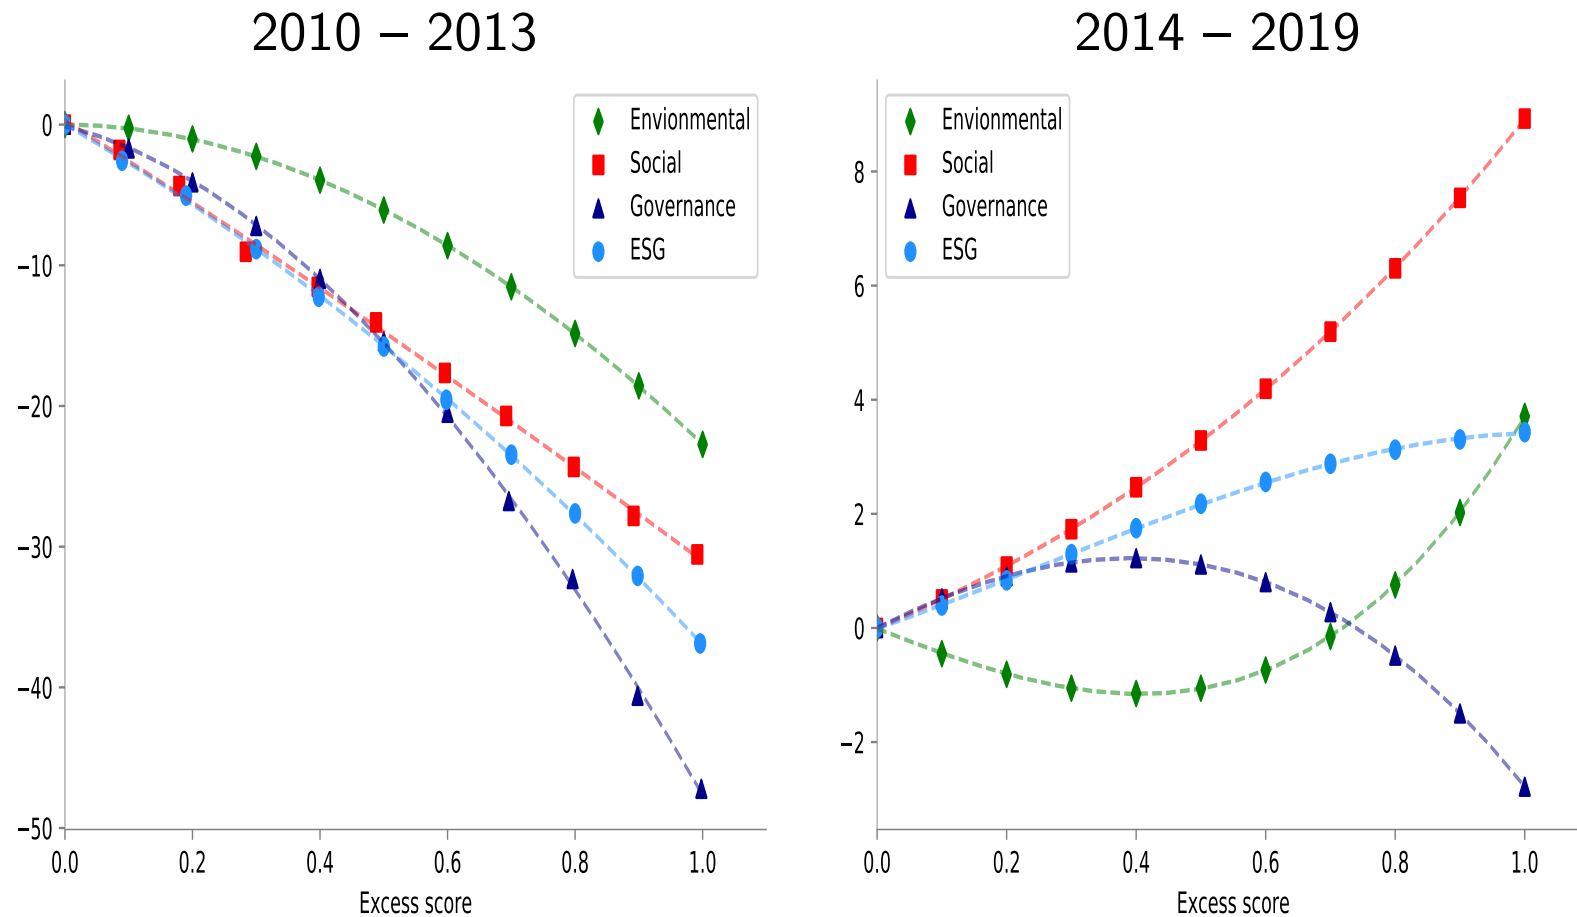 2010 – 2013
0
−10
−20
−30
−40
−50
0.0 0.2 0.4 0.6 0.8 1.0
Excess score
Envionmental
Social
Governance
ESG
2014 – 2019
8
6
4
2
0
−2
0.0 0.2 0.4 0.6 0.8 1.0
Excess score
Envionmental
Social
Governance
ESG